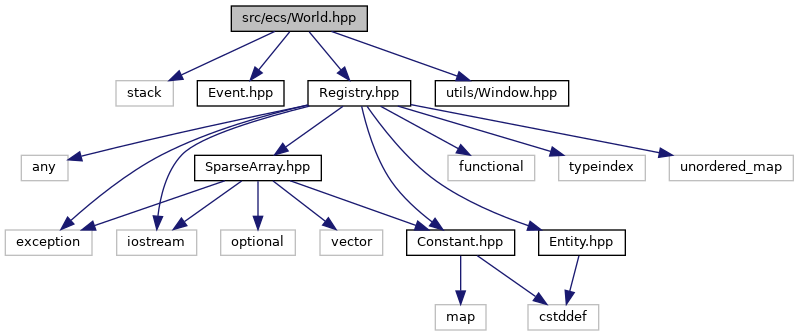 src/ecs/World.hpp
stack
Event.hpp
Registry.hpp
utils/Window.hpp
any
SparseArray.hpp
functional
typeindex
unordered_map
exception
iostream
optional
vector
Constant.hpp
Entity.hpp
map
cstddef